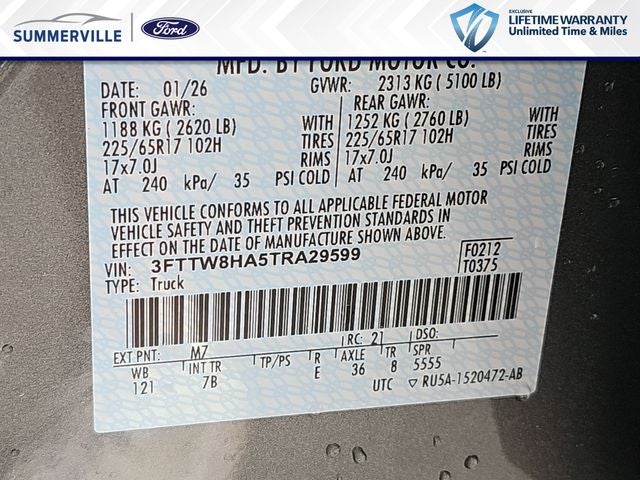 SUMMERVILLE
Ford
EXCLUSIVE
LIFETIME WARRANTY
Unlimited Time & Miles
MFD. BY FORD MOTOR CO.
DATE: 01/26 GVWR: 2313 KG ( 5100 LB)
FRONT GAWR: REAR GAWR:
1188 KG ( 2620 LB) WITH 1252 KG ( 2760 LB) WITH
225/65R17 102H TIRES 225/65R17 102H TIRES
17x7.0J RIMS 17x7.0J RIMS
AT 240 kPa/ 35 PSI COLD AT 240 kPa/ 35 PSI COLD
THIS VEHICLE CONFORMS TO ALL APPLICABLE FEDERAL MOTOR
VEHICLE SAFETY AND THEFT PREVENTION STANDARDS IN
EFFECT ON THE DATE OF MANUFACTURE SHOWN ABOVE.
VIN: 3FTTW8HA5TRA29599 F0212
TYPE: Truck T0375
EXT PNT: M7 RC: 21 DSO:
WB INT TR TP/PS R AXLE TR SPR
121 7B E 36 8 5555
UTC ▽ RU5A-1520472-AB